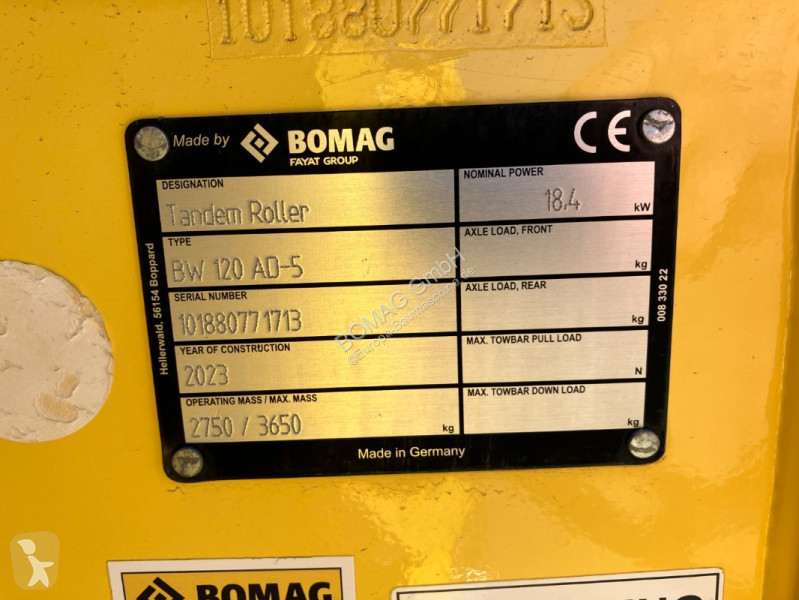 101880771713
Made by BOMAG
FAYAT GROUP
CE
DESIGNATION
Tandem Roller
NOMINAL POWER
18,4 kW
TYPE
BW 120 AD-5
AXLE LOAD, FRONT
kg
SERIAL NUMBER
101880771713
AXLE LOAD, REAR
kg
YEAR OF CONSTRUCTION
2023
MAX. TOWBAR PULL LOAD
N
OPERATING MASS / MAX. MASS
2750 / 3650 kg
MAX. TOWBAR DOWN LOAD
kg
Made in Germany
Hellerwald, 56154 Boppard
008 330 22
BOMAG GmbH
BOMAG